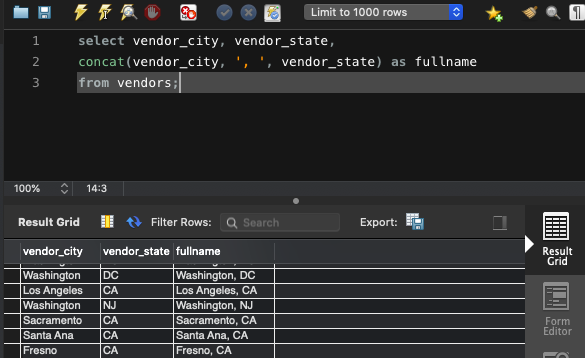 Limit to 1000 rows
1 select vendor_city, vendor_state,
2 concat(vendor_city, ', ', vendor_state) as fullname
3 from vendors;
100% 14:3
Result Grid Filter Rows: Search Export:
vendor_city vendor_state fullname
Washington DC Washington, DC
Los Angeles CA Los Angeles, CA
Washington NJ Washington, NJ
Sacramento CA Sacramento, CA
Santa Ana CA Santa Ana, CA
Fresno CA Fresno, CA
Result
Grid
Form
Editor